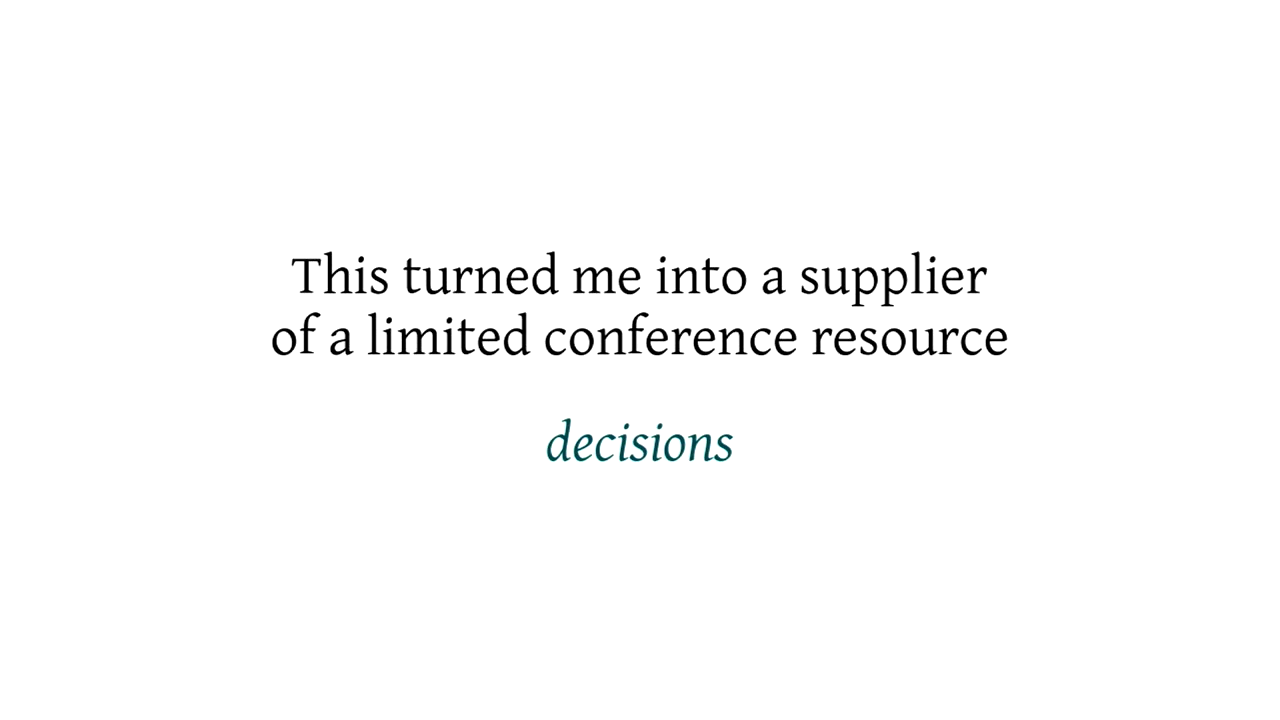 This turned me into a supplier
of a limited conference resource
decisions